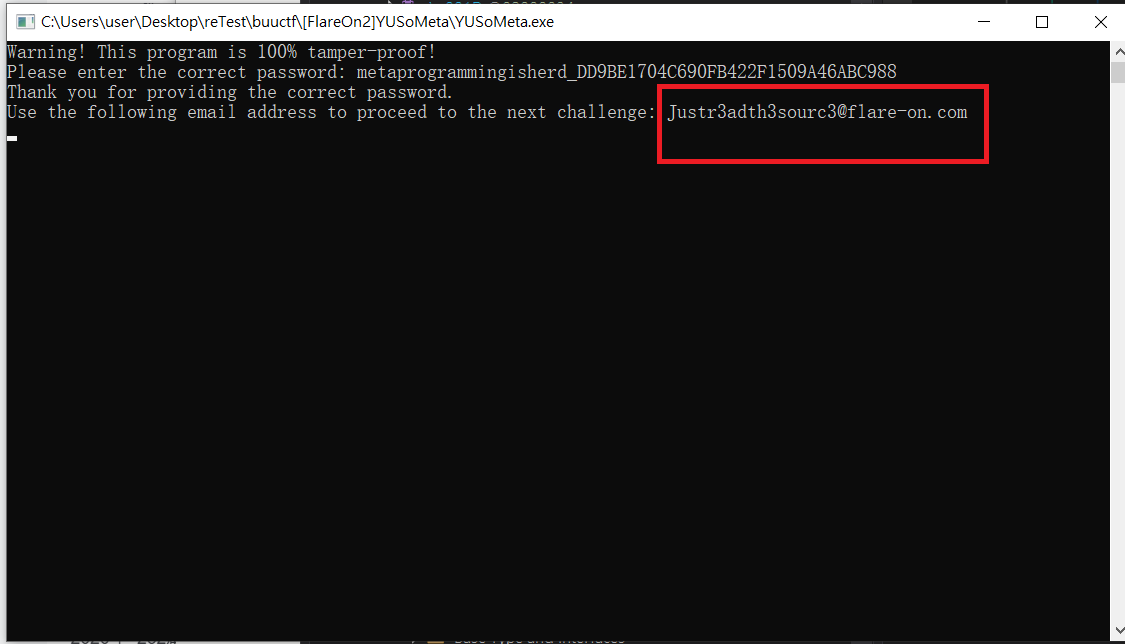 C:\Users\user\Desktop\reTest\buuctf\[FlareOn2]YUSoMeta\YUSoMeta.exe
Warning! This program is 100% tamper-proof!
Please enter the correct password: metaprogrammingisherd_DD9BE1704C690FB422F1509A46ABC988
Thank you for providing the correct password.
Use the following email address to proceed to the next challenge: Justr3adth3sourc3@flare-on.com